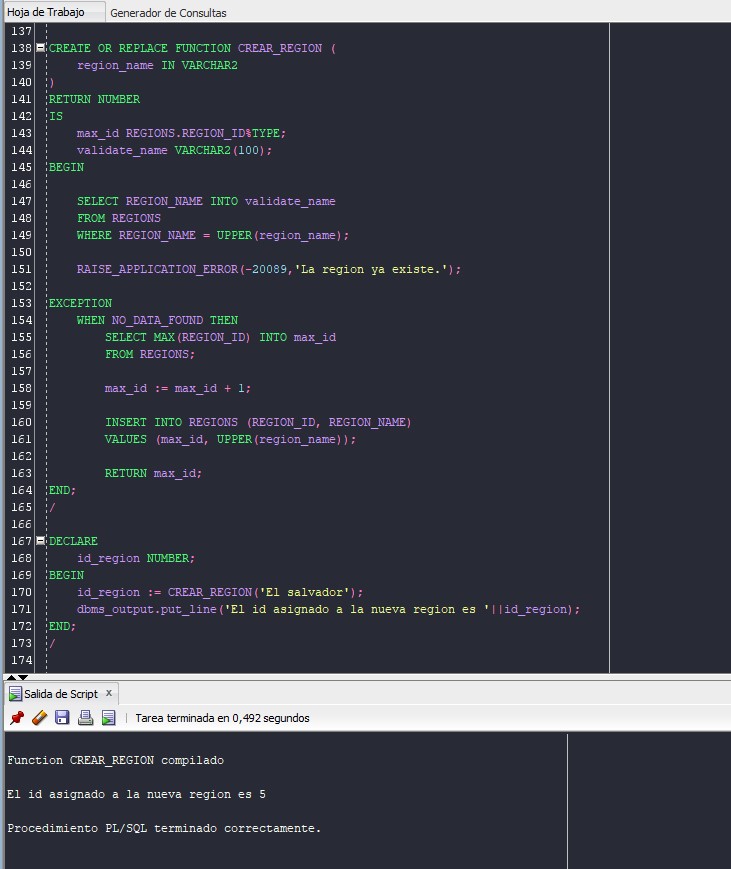 Hoja de Trabajo Generador de Consultas
137
138 CREATE OR REPLACE FUNCTION CREAR_REGION (
139     region_name IN VARCHAR2
140 )
141 RETURN NUMBER
142 IS
143     max_id REGIONS.REGION_ID%TYPE;
144     validate_name VARCHAR2(100);
145 BEGIN
146
147     SELECT REGION_NAME INTO validate_name
148     FROM REGIONS
149     WHERE REGION_NAME = UPPER(region_name);
150
151     RAISE_APPLICATION_ERROR(-20089,'La region ya existe.');
152
153 EXCEPTION
154     WHEN NO_DATA_FOUND THEN
155         SELECT MAX(REGION_ID) INTO max_id
156         FROM REGIONS;
157
158         max_id := max_id + 1;
159
160         INSERT INTO REGIONS (REGION_ID, REGION_NAME)
161         VALUES (max_id, UPPER(region_name));
162
163         RETURN max_id;
164 END;
165 /
166
167 DECLARE
168     id_region NUMBER;
169 BEGIN
170     id_region := CREAR_REGION('El salvador');
171     dbms_output.put_line('El id asignado a la nueva region es '||id_region);
172 END;
173 /
174
Salida de Script x
Tarea terminada en 0,492 segundos
Function CREAR_REGION compilado
El id asignado a la nueva region es 5
Procedimiento PL/SQL terminado correctamente.